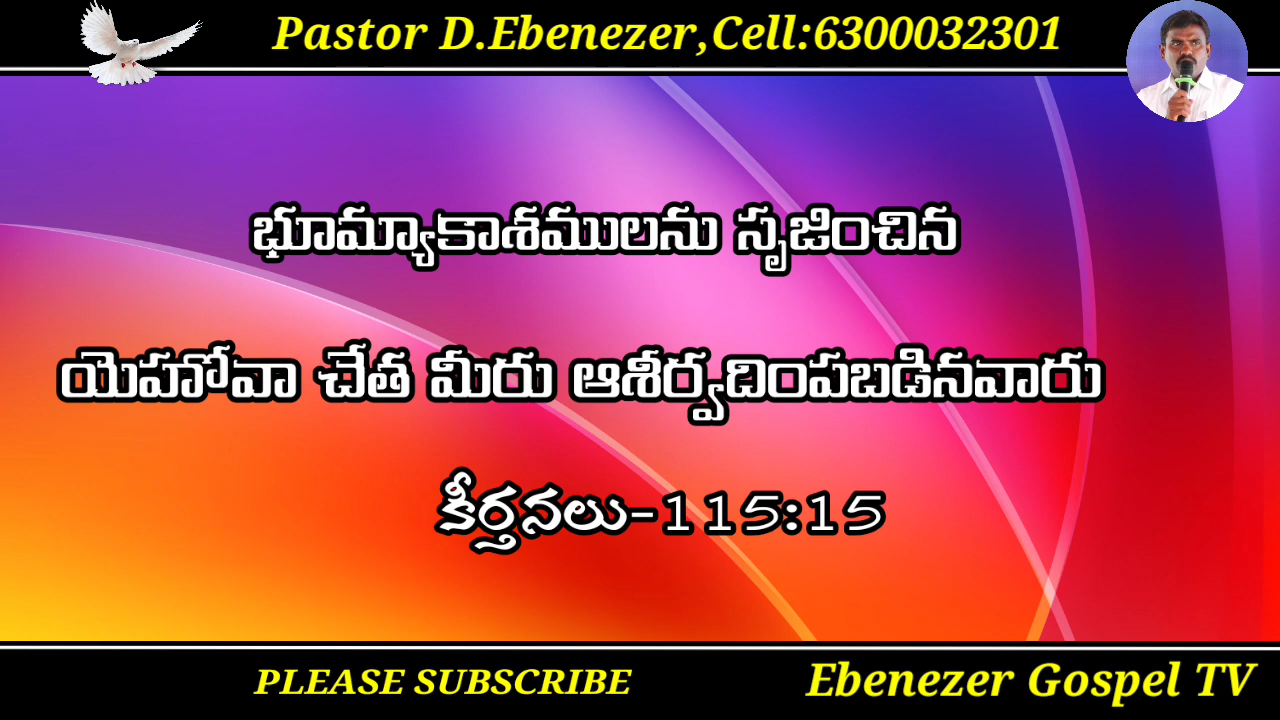 Pastor D.Ebenezer,Cell:6300032301
భూమ్యాకాశములను సృజించిన
యెహోవా చేత మీరు ఆశీర్వదింపబడినవారు
కీర్తనలు-115:15
PLEASE SUBSCRIBE
Ebenezer Gospel TV